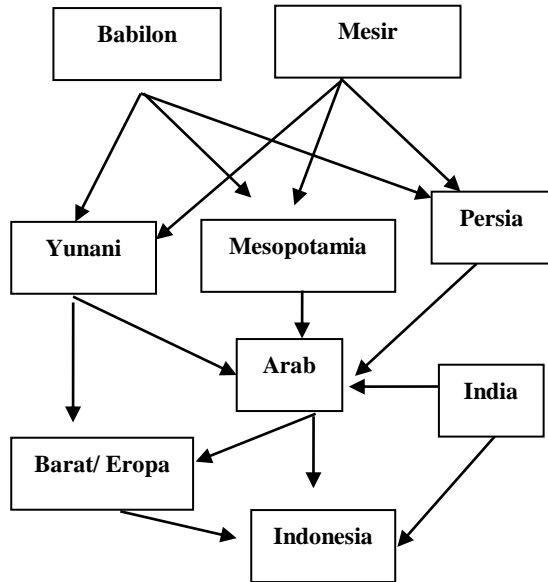 Babilon
Mesir
Yunani
Mesopotamia
Persia
Arab
India
Barat/ Eropa
Indonesia